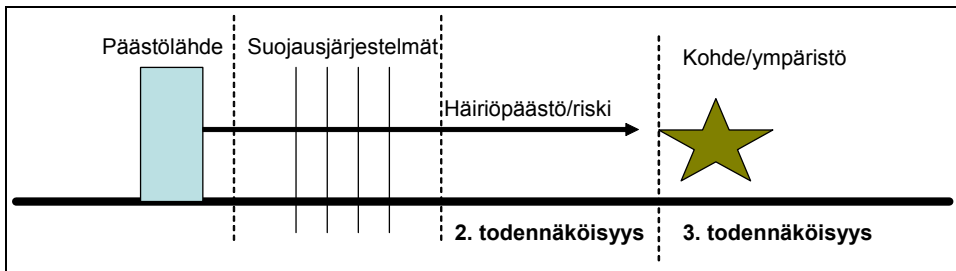 Päästölähde
Suojausjärjestelmät
Kohde/ympäristö
Häiriöpäästö/riski
2. todennäköisyys
3. todennäköisyys